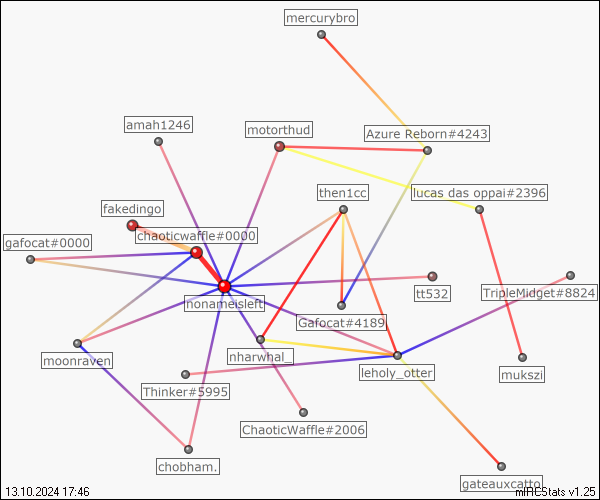 mercurybro
amah1246
motorthud
Azure Reborn#4243
then1cc
lucas das oppai#2396
fakedingo
chaoticwaffle#0000
gafocat#0000
nonameisleft
tt532
TripleMidget#8824
Gafocat#4189
moonraven
nharwhal_
leholy_otter
mukszi
Thinker#5995
ChaoticWaffle#2006
chobham.
gateauxcatto
13.10.2024 17:46
mIRCStats v1.25